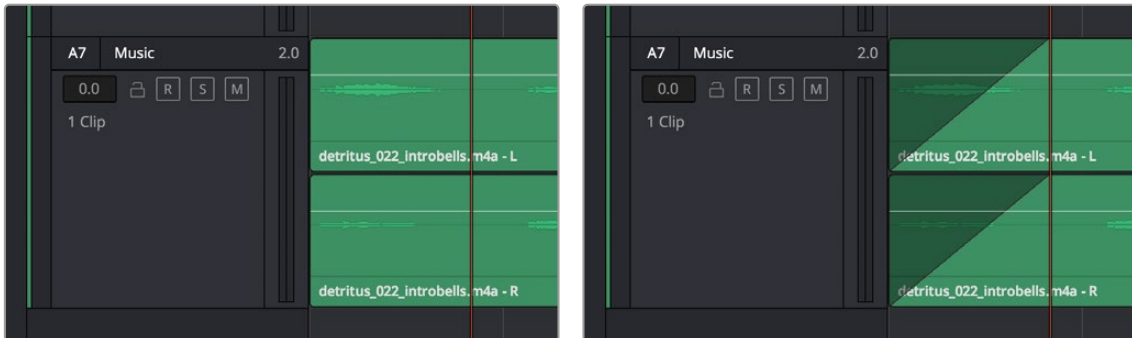 A7 Music 2.0
0.0 R S M
1 Clip
detritus_022_introbells.m4a - L
detritus_022_introbells.m4a - R
A7 Music 2.0
0.0 R S M
1 Clip
detritus_022_introbells.m4a - L
detritus_022_introbells.m4a - R